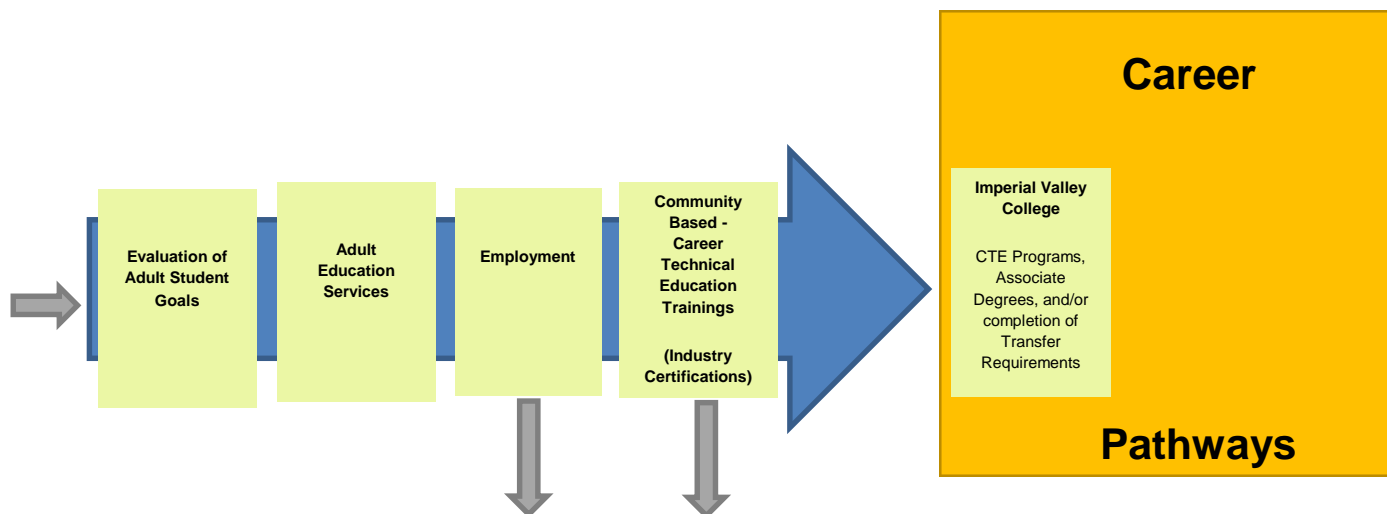 Evaluation of
Adult Student
Goals
Adult
Education
Services
Employment
Community
Based -
Career
Technical
Education
Trainings
(Industry
Certifications)
Career
Imperial Valley
College
CTE Programs,
Associate
Degrees, and/or
completion of
Transfer
Requirements
Pathways